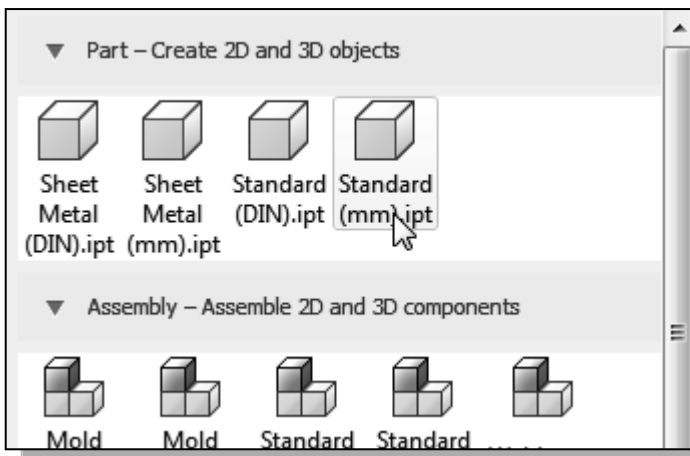 Part – Create 2D and 3D objects
Sheet Sheet Standard Standard
Metal Metal (DIN).ipt (mm).ipt
(DIN).ipt (mm).ipt
Assembly – Assemble 2D and 3D components
Mold Mold Standard Standard